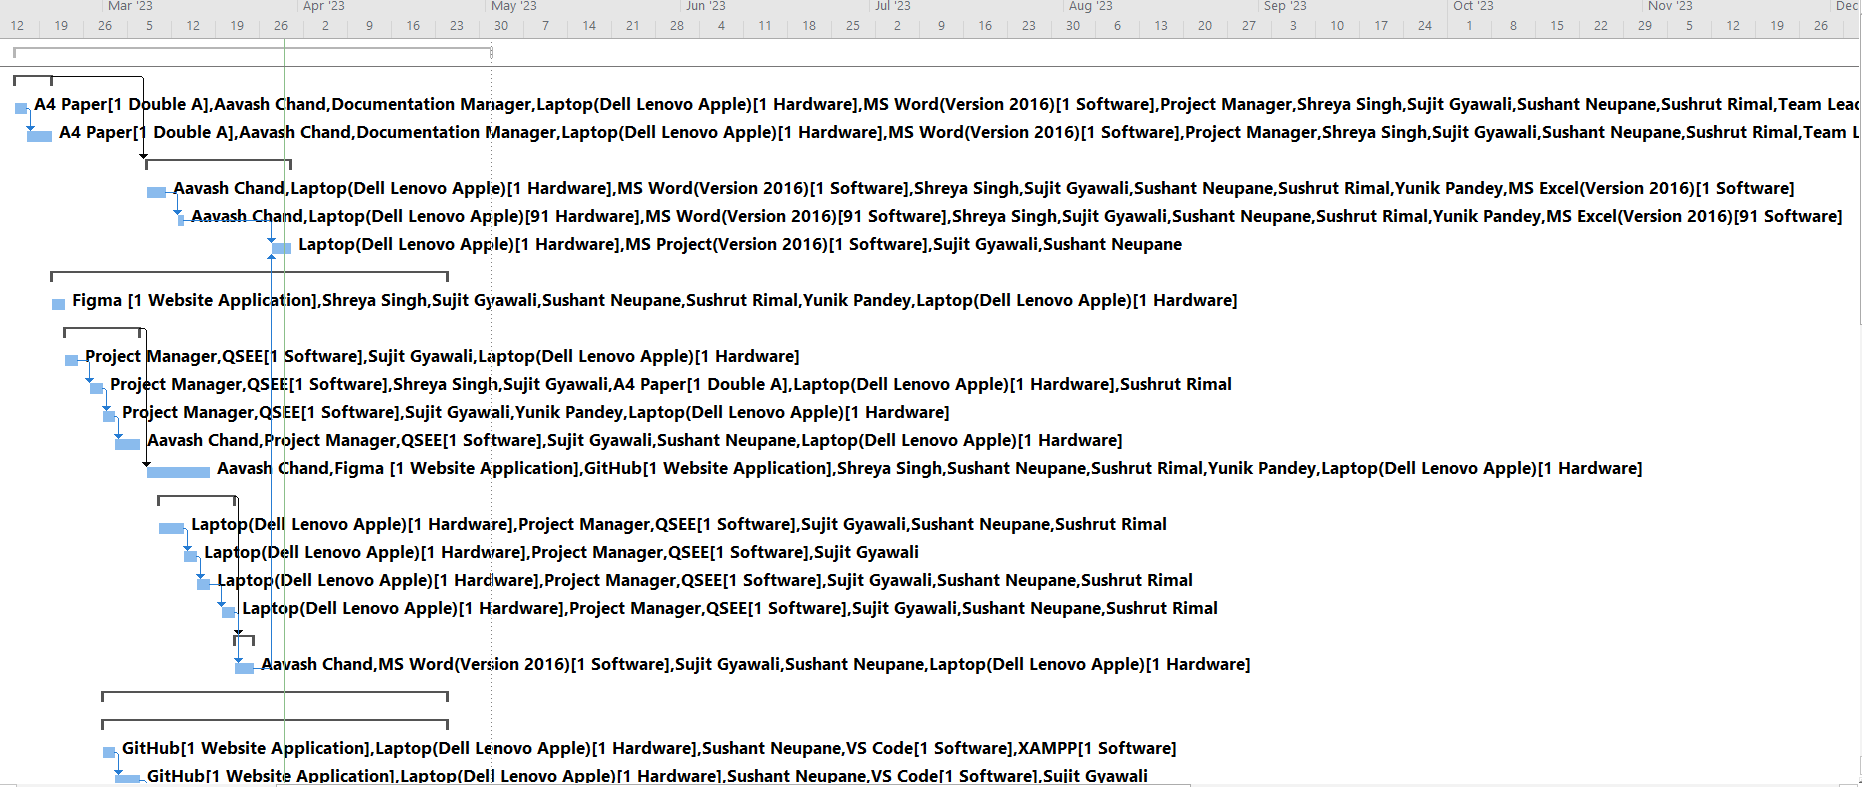 Mar '23 Apr '23 May '23 Jun '23 Jul '23 Aug '23 Sep '23 Oct '23 Nov '23 Dec
12 19 26 5 12 19 26 2 9 16 23 30 7 14 21 28 4 11 18 25 2 9 16 23 30 6 13 20 27 3 10 17 24 1 8 15 22 29 5 12 19 26
A4 Paper[1 Double A],Aavash Chand,Documentation Manager,Laptop(Dell Lenovo Apple)[1 Hardware],MS Word(Version 2016)[1 Software],Project Manager,Shreya Singh,Sujit Gyawali,Sushant Neupane,Sushrut Rimal,Team Lead
A4 Paper[1 Double A],Aavash Chand,Documentation Manager,Laptop(Dell Lenovo Apple)[1 Hardware],MS Word(Version 2016)[1 Software],Project Manager,Shreya Singh,Sujit Gyawali,Sushant Neupane,Sushrut Rimal,Team L
Aavash Chand,Laptop(Dell Lenovo Apple)[1 Hardware],MS Word(Version 2016)[1 Software],Shreya Singh,Sujit Gyawali,Sushant Neupane,Sushrut Rimal,Yunik Pandey,MS Excel(Version 2016)[1 Software]
Aavash Chand,Laptop(Dell Lenovo Apple)[91 Hardware],MS Word(Version 2016)[91 Software],Shreya Singh,Sujit Gyawali,Sushant Neupane,Sushrut Rimal,Yunik Pandey,MS Excel(Version 2016)[91 Software]
Laptop(Dell Lenovo Apple)[1 Hardware],MS Project(Version 2016)[1 Software],Sujit Gyawali,Sushant Neupane
Figma [1 Website Application],Shreya Singh,Sujit Gyawali,Sushant Neupane,Sushrut Rimal,Yunik Pandey,Laptop(Dell Lenovo Apple)[1 Hardware]
Project Manager,QSEE[1 Software],Sujit Gyawali,Laptop(Dell Lenovo Apple)[1 Hardware]
Project Manager,QSEE[1 Software],Shreya Singh,Sujit Gyawali,A4 Paper[1 Double A],Laptop(Dell Lenovo Apple)[1 Hardware],Sushrut Rimal
Project Manager,QSEE[1 Software],Sujit Gyawali,Yunik Pandey,Laptop(Dell Lenovo Apple)[1 Hardware]
Aavash Chand,Project Manager,QSEE[1 Software],Sujit Gyawali,Sushant Neupane,Laptop(Dell Lenovo Apple)[1 Hardware]
Aavash Chand,Figma [1 Website Application],GitHub[1 Website Application],Shreya Singh,Sushant Neupane,Sushrut Rimal,Yunik Pandey,Laptop(Dell Lenovo Apple)[1 Hardware]
Laptop(Dell Lenovo Apple)[1 Hardware],Project Manager,QSEE[1 Software],Sujit Gyawali,Sushant Neupane,Sushrut Rimal
Laptop(Dell Lenovo Apple)[1 Hardware],Project Manager,QSEE[1 Software],Sujit Gyawali
Laptop(Dell Lenovo Apple)[1 Hardware],Project Manager,QSEE[1 Software],Sujit Gyawali,Sushant Neupane,Sushrut Rimal
Laptop(Dell Lenovo Apple)[1 Hardware],Project Manager,QSEE[1 Software],Sujit Gyawali,Sushant Neupane,Sushrut Rimal
Aavash Chand,MS Word(Version 2016)[1 Software],Sujit Gyawali,Sushant Neupane,Laptop(Dell Lenovo Apple)[1 Hardware]
GitHub[1 Website Application],Laptop(Dell Lenovo Apple)[1 Hardware],Sushant Neupane,VS Code[1 Software],XAMPP[1 Software]
GitHub[1 Website Application],Laptop(Dell Lenovo Apple)[1 Hardware],Sushant Neupane,VS Code[1 Software],Sujit Gyawali